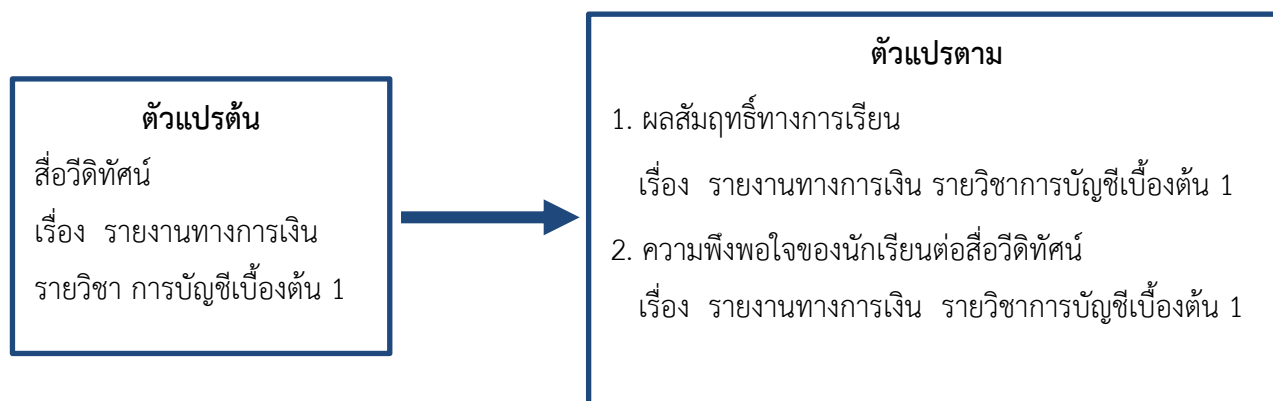 ตัวแปรต้น
สื่อวีดิทัศน์
เรื่อง รายงานทางการเงิน
รายวิชา การบัญชีเบื้องต้น 1
ตัวแปรตาม
1. ผลสัมฤทธิ์ทางการเรียน
เรื่อง รายงานทางการเงิน รายวิชาการบัญชีเบื้องต้น 1
2. ความพึงพอใจของนักเรียนต่อสื่อวีดิทัศน์
เรื่อง รายงานทางการเงิน รายวิชาการบัญชีเบื้องต้น 1